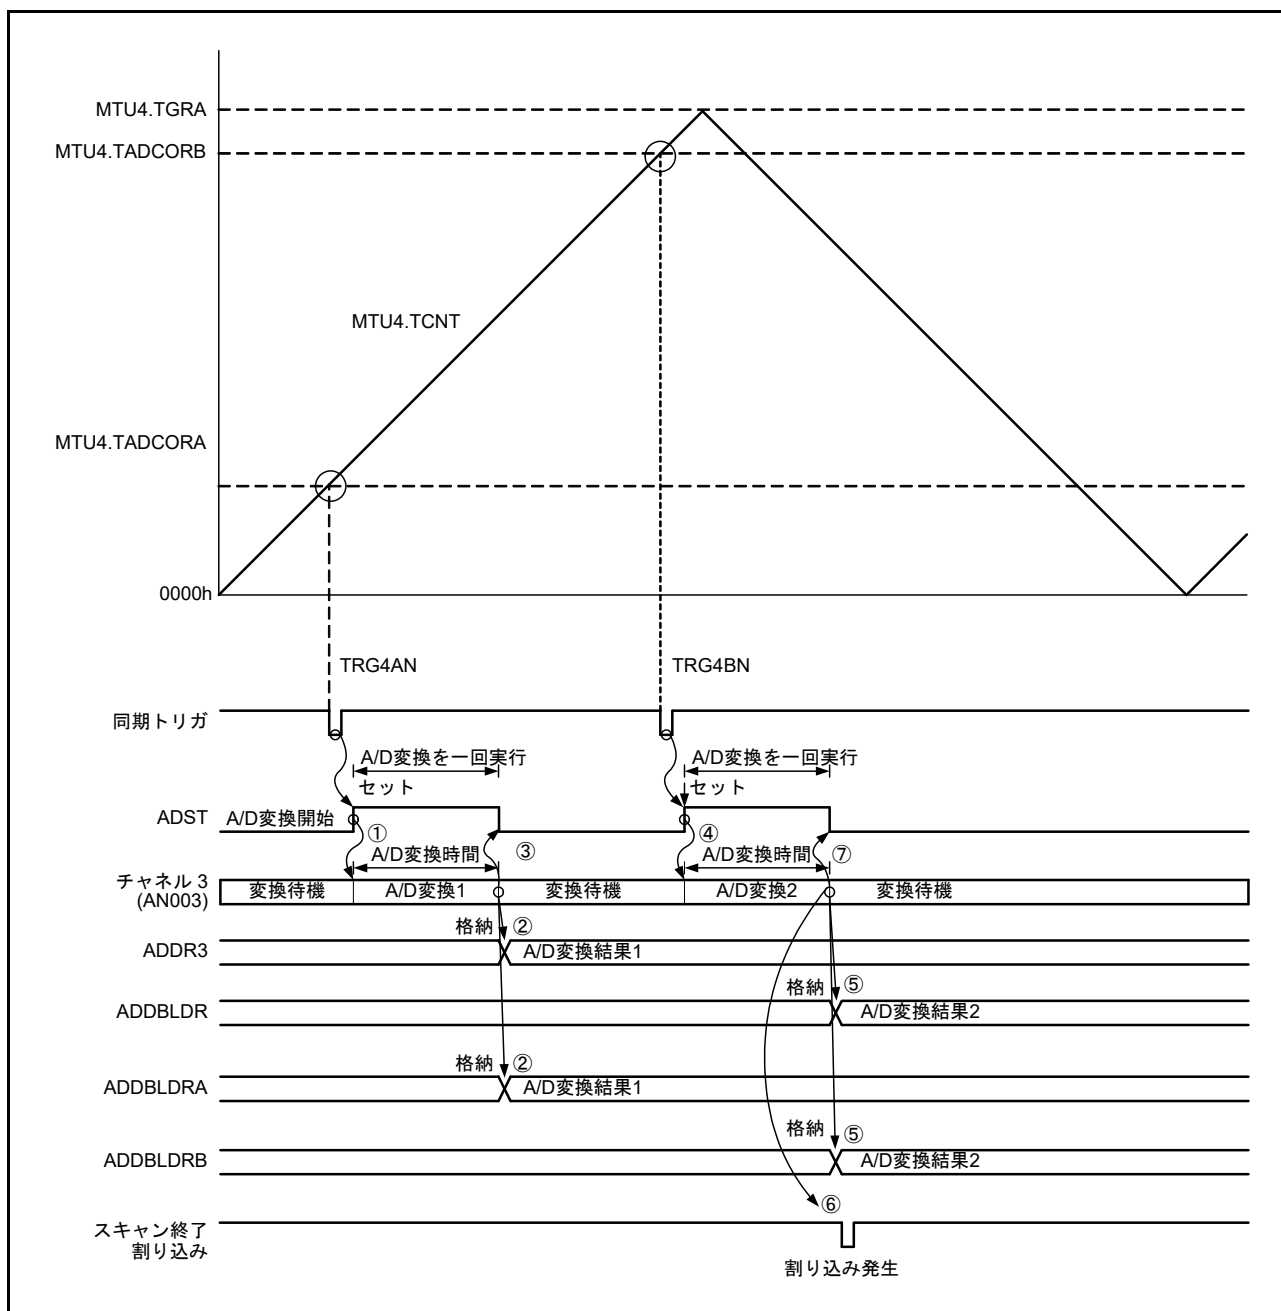 MTU4.TGRA
MTU4.TADCORB
MTU4.TCNT
MTU4.TADCORA
0000h
TRG4AN
TRG4BN
同期トリガ
A/D変換を一回実行
A/D変換を一回実行
セット
セット
ADST
A/D変換開始
①
④
A/D変換時間
③
A/D変換時間
⑦
チャネル 3
(AN003)
変換待機
A/D変換1
変換待機
A/D変換2
変換待機
格納
②
ADDR3
A/D変換結果1
格納
⑤
ADDBLDR
A/D変換結果2
格納
②
ADDBLDRA
A/D変換結果1
格納
⑤
ADDBLDRB
A/D変換結果2
⑥
スキャン終了
割り込み
割り込み発生